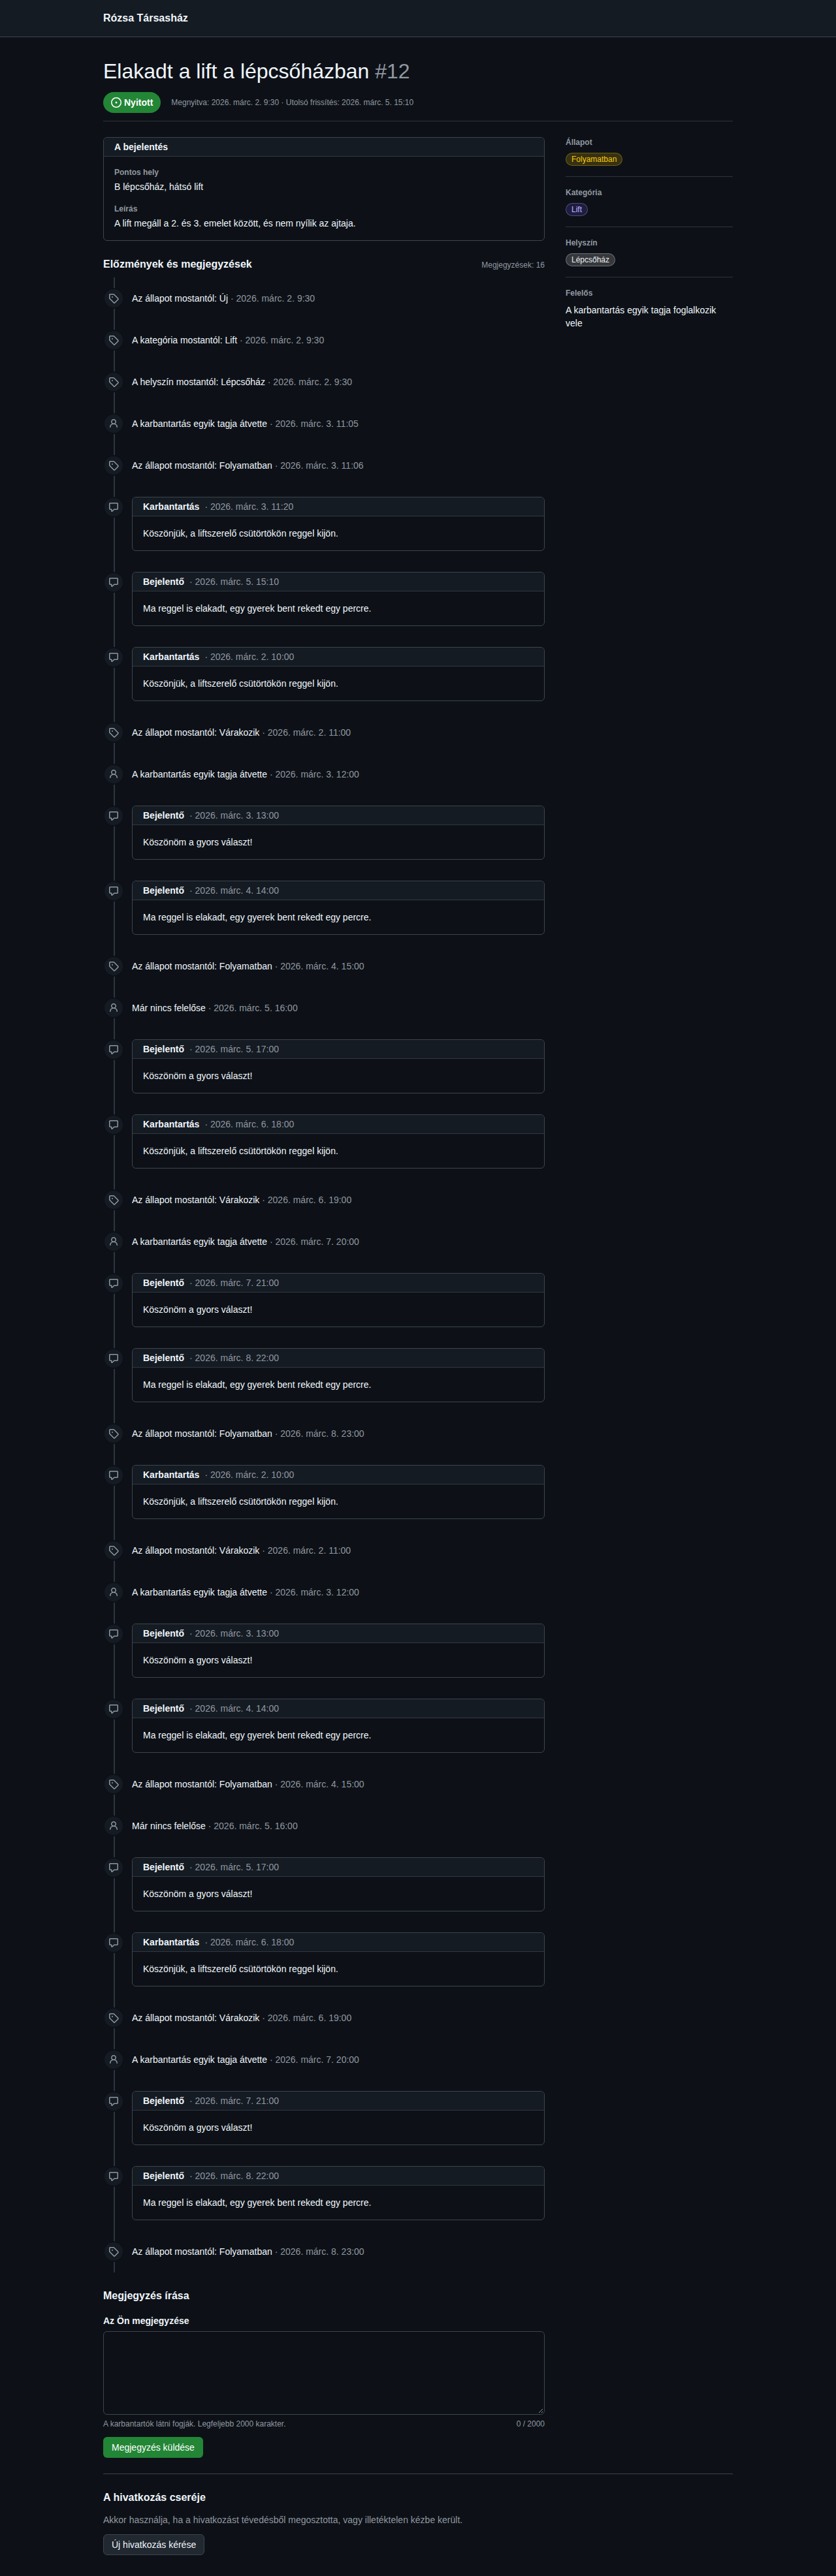 Rózsa Társasház
Elakadt a lift a lépcsőházban #12
Nyitott
Megnyitva: 2026. márc. 2. 9:30 · Utolsó frissítés: 2026. márc. 5. 15:10
A bejelentés
Pontos hely
B lépcsőház, hátsó lift
Leírás
A lift megáll a 2. és 3. emelet között, és nem nyílik az ajtaja.
Állapot
Folyamatban
Kategória
Lift
Helyszín
Lépcsőház
Felelős
A karbantartás egyik tagja foglalkozik
vele
Előzmények és megjegyzések
Megjegyzések: 16
Az állapot mostantól: Új · 2026. márc. 2. 9:30
A kategória mostantól: Lift · 2026. márc. 2. 9:30
A helyszín mostantól: Lépcsőház · 2026. márc. 2. 9:30
A karbantartás egyik tagja átvette · 2026. márc. 3. 11:05
Az állapot mostantól: Folyamatban · 2026. márc. 3. 11:06
Karbantartás · 2026. márc. 3. 11:20
Köszönjük, a liftszerelő csütörtökön reggel kijön.
Bejelentő · 2026. márc. 5. 15:10
Ma reggel is elakadt, egy gyerek bent rekedt egy percre.
Karbantartás · 2026. márc. 2. 10:00
Köszönjük, a liftszerelő csütörtökön reggel kijön.
Az állapot mostantól: Várakozik · 2026. márc. 2. 11:00
A karbantartás egyik tagja átvette · 2026. márc. 3. 12:00
Bejelentő · 2026. márc. 3. 13:00
Köszönöm a gyors választ!
Bejelentő · 2026. márc. 4. 14:00
Ma reggel is elakadt, egy gyerek bent rekedt egy percre.
Az állapot mostantól: Folyamatban · 2026. márc. 4. 15:00
Már nincs felelőse · 2026. márc. 5. 16:00
Bejelentő · 2026. márc. 5. 17:00
Köszönöm a gyors választ!
Karbantartás · 2026. márc. 6. 18:00
Köszönjük, a liftszerelő csütörtökön reggel kijön.
Az állapot mostantól: Várakozik · 2026. márc. 6. 19:00
A karbantartás egyik tagja átvette · 2026. márc. 7. 20:00
Bejelentő · 2026. márc. 7. 21:00
Köszönöm a gyors választ!
Bejelentő · 2026. márc. 8. 22:00
Ma reggel is elakadt, egy gyerek bent rekedt egy percre.
Az állapot mostantól: Folyamatban · 2026. márc. 8. 23:00
Karbantartás · 2026. márc. 2. 10:00
Köszönjük, a liftszerelő csütörtökön reggel kijön.
Az állapot mostantól: Várakozik · 2026. márc. 2. 11:00
A karbantartás egyik tagja átvette · 2026. márc. 3. 12:00
Bejelentő · 2026. márc. 3. 13:00
Köszönöm a gyors választ!
Bejelentő · 2026. márc. 4. 14:00
Ma reggel is elakadt, egy gyerek bent rekedt egy percre.
Az állapot mostantól: Folyamatban · 2026. márc. 4. 15:00
Már nincs felelőse · 2026. márc. 5. 16:00
Bejelentő · 2026. márc. 5. 17:00
Köszönöm a gyors választ!
Karbantartás · 2026. márc. 6. 18:00
Köszönjük, a liftszerelő csütörtökön reggel kijön.
Az állapot mostantól: Várakozik · 2026. márc. 6. 19:00
A karbantartás egyik tagja átvette · 2026. márc. 7. 20:00
Bejelentő · 2026. márc. 7. 21:00
Köszönöm a gyors választ!
Bejelentő · 2026. márc. 8. 22:00
Ma reggel is elakadt, egy gyerek bent rekedt egy percre.
Az állapot mostantól: Folyamatban · 2026. márc. 8. 23:00
Megjegyzés írása
Az Ön megjegyzése
A karbantartók látni fogják. Legfeljebb 2000 karakter.
0 / 2000
Megjegyzés küldése
A hivatkozás cseréje
Akkor használja, ha a hivatkozást tévedésből megosztotta, vagy illetéktelen kézbe került.
Új hivatkozás kérése